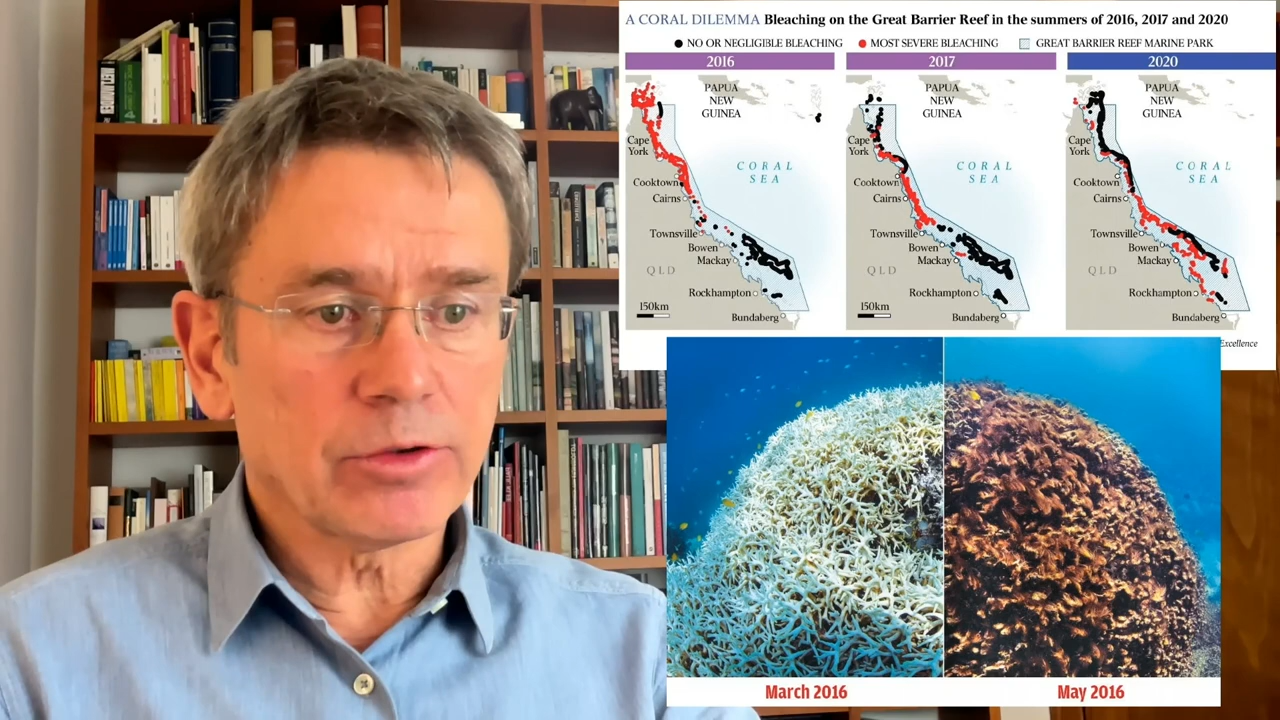 A CORAL DILEMMA Bleaching on the Great Barrier Reef in the summers of 2016, 2017 and 2020
NO OR NEGLIGIBLE BLEACHING MOST SEVERE BLEACHING GREAT BARRIER REEF MARINE PARK
2016
PAPUA
NEW
GUINEA
Cape
York
CORAL
SEA
Cooktown
Cairns
Townsville
Bowen
Mackay
QLD
Rockhampton
150km
Bundaberg
2017
PAPUA
NEW
GUINEA
Cape
York
CORAL
SEA
Cooktown
Cairns
Townsville
Bowen
Mackay
QLD
Rockhampton
150km
Bundaberg
2020
PAPUA
NEW
GUINEA
Cape
York
CORAL
SEA
Cooktown
Cairns
Townsville
Bowen
Mackay
QLD
Rockhampton
150km
Bundaberg
Excellence
March 2016 May 2016